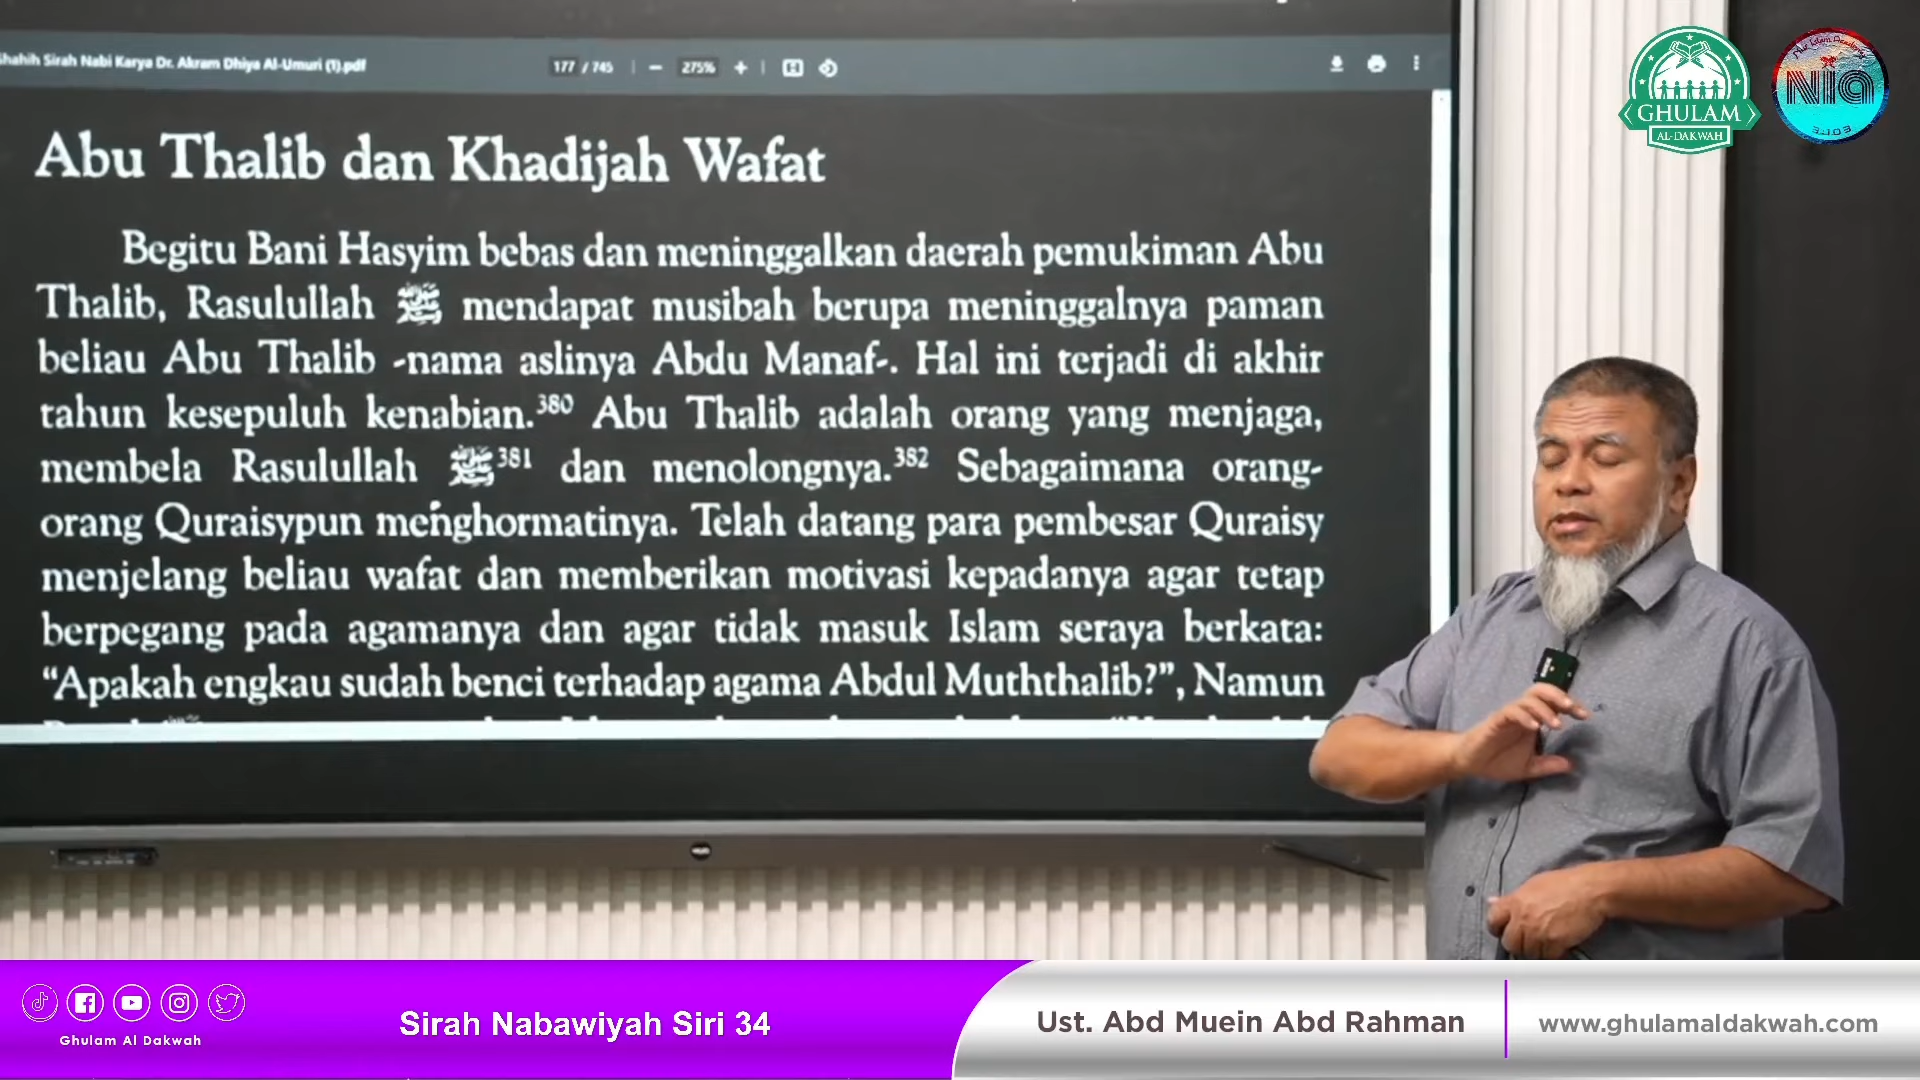 Shahih Sirah Nabi Karya Dr. Akram Dhiya Al-Umuri (1).pdf
177 / 745
275%
GHULAM
AL-DAKWAH
NIA
Abu Thalib dan Khadijah Wafat
Begitu Bani Hasyim bebas dan meninggalkan daerah pemukiman Abu
Thalib, Rasulullah ﷺ mendapat musibah berupa meninggalnya paman
beliau Abu Thalib -nama aslinya Abdu Manaf-. Hal ini terjadi di akhir
tahun kesepuluh kenabian.380 Abu Thalib adalah orang yang menjaga,
membela Rasulullah ﷺ381 dan menolongnya.382 Sebagaimana orang-
orang Quraisypun menghormatinya. Telah datang para pembesar Quraisy
menjelang beliau wafat dan memberikan motivasi kepadanya agar tetap
berpegang pada agamanya dan agar tidak masuk Islam seraya berkata:
“Apakah engkau sudah benci terhadap agama Abdul Muththalib?”, Namun
Ghulam Al Dakwah
Sirah Nabawiyah Siri 34
Ust. Abd Muein Abd Rahman
www.ghulamaldakwah.com